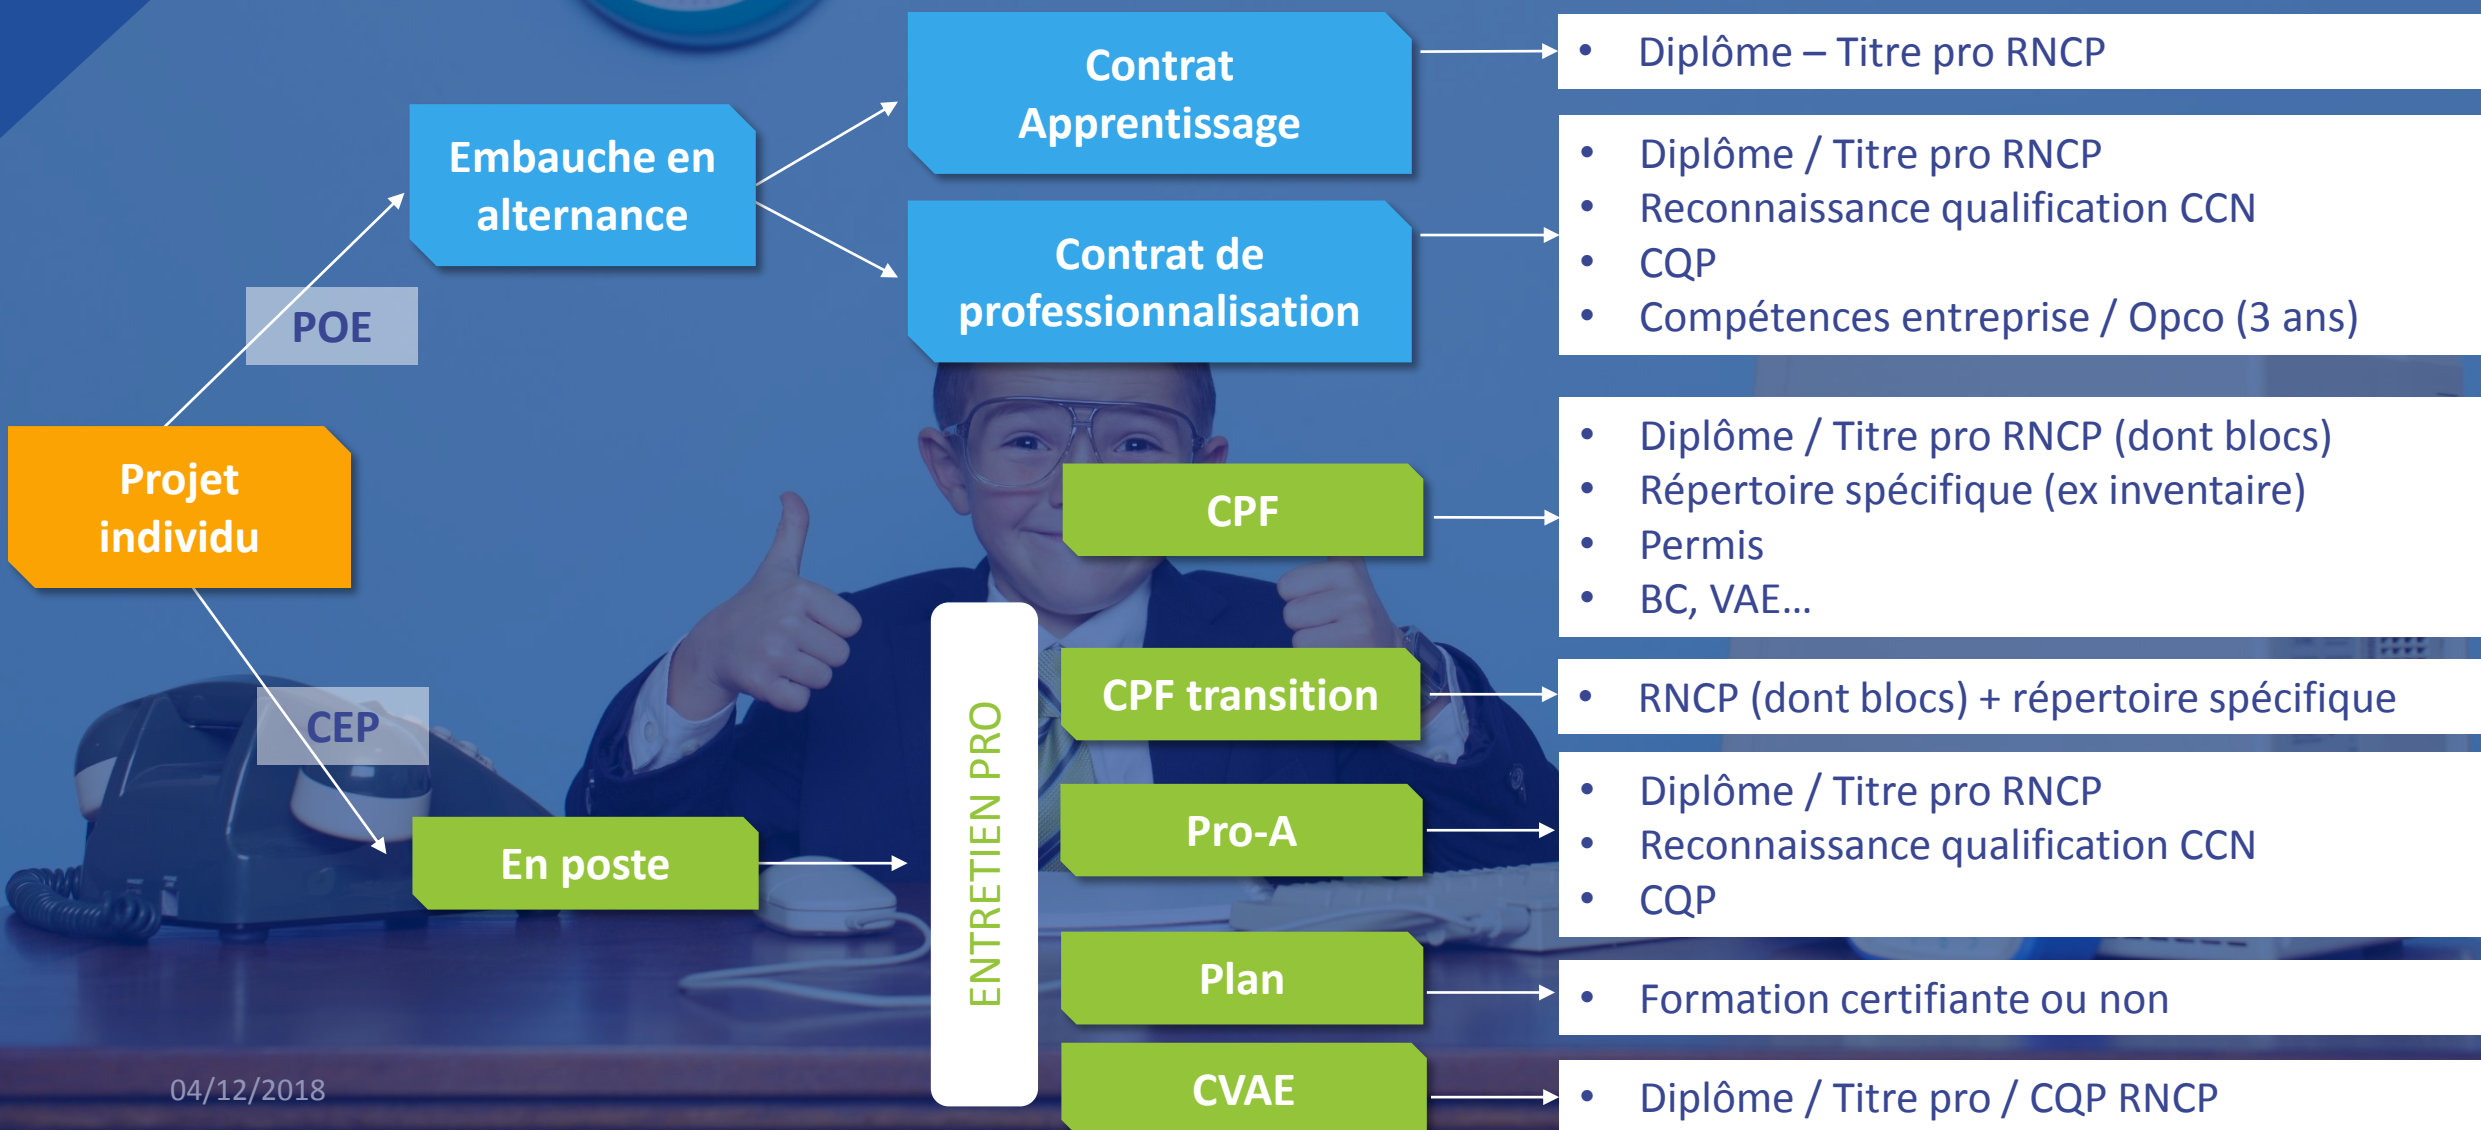 Contrat
Apprentissage
• Diplôme – Titre pro RNCP
Embauche en
alternance
Contrat de
professionnalisation
• Diplôme / Titre pro RNCP
• Reconnaissance qualification CCN
• CQP
• Compétences entreprise / Opco (3 ans)
POE
Projet
individu
CEP
En poste
ENTRETIEN PRO
CPF
• Diplôme / Titre pro RNCP (dont blocs)
• Répertoire spécifique (ex inventaire)
• Permis
• BC, VAE...
CPF transition
• RNCP (dont blocs) + répertoire spécifique
Pro-A
• Diplôme / Titre pro RNCP
• Reconnaissance qualification CCN
• CQP
Plan
• Formation certifiante ou non
CVAE
• Diplôme / Titre pro / CQP RNCP
04/12/2018